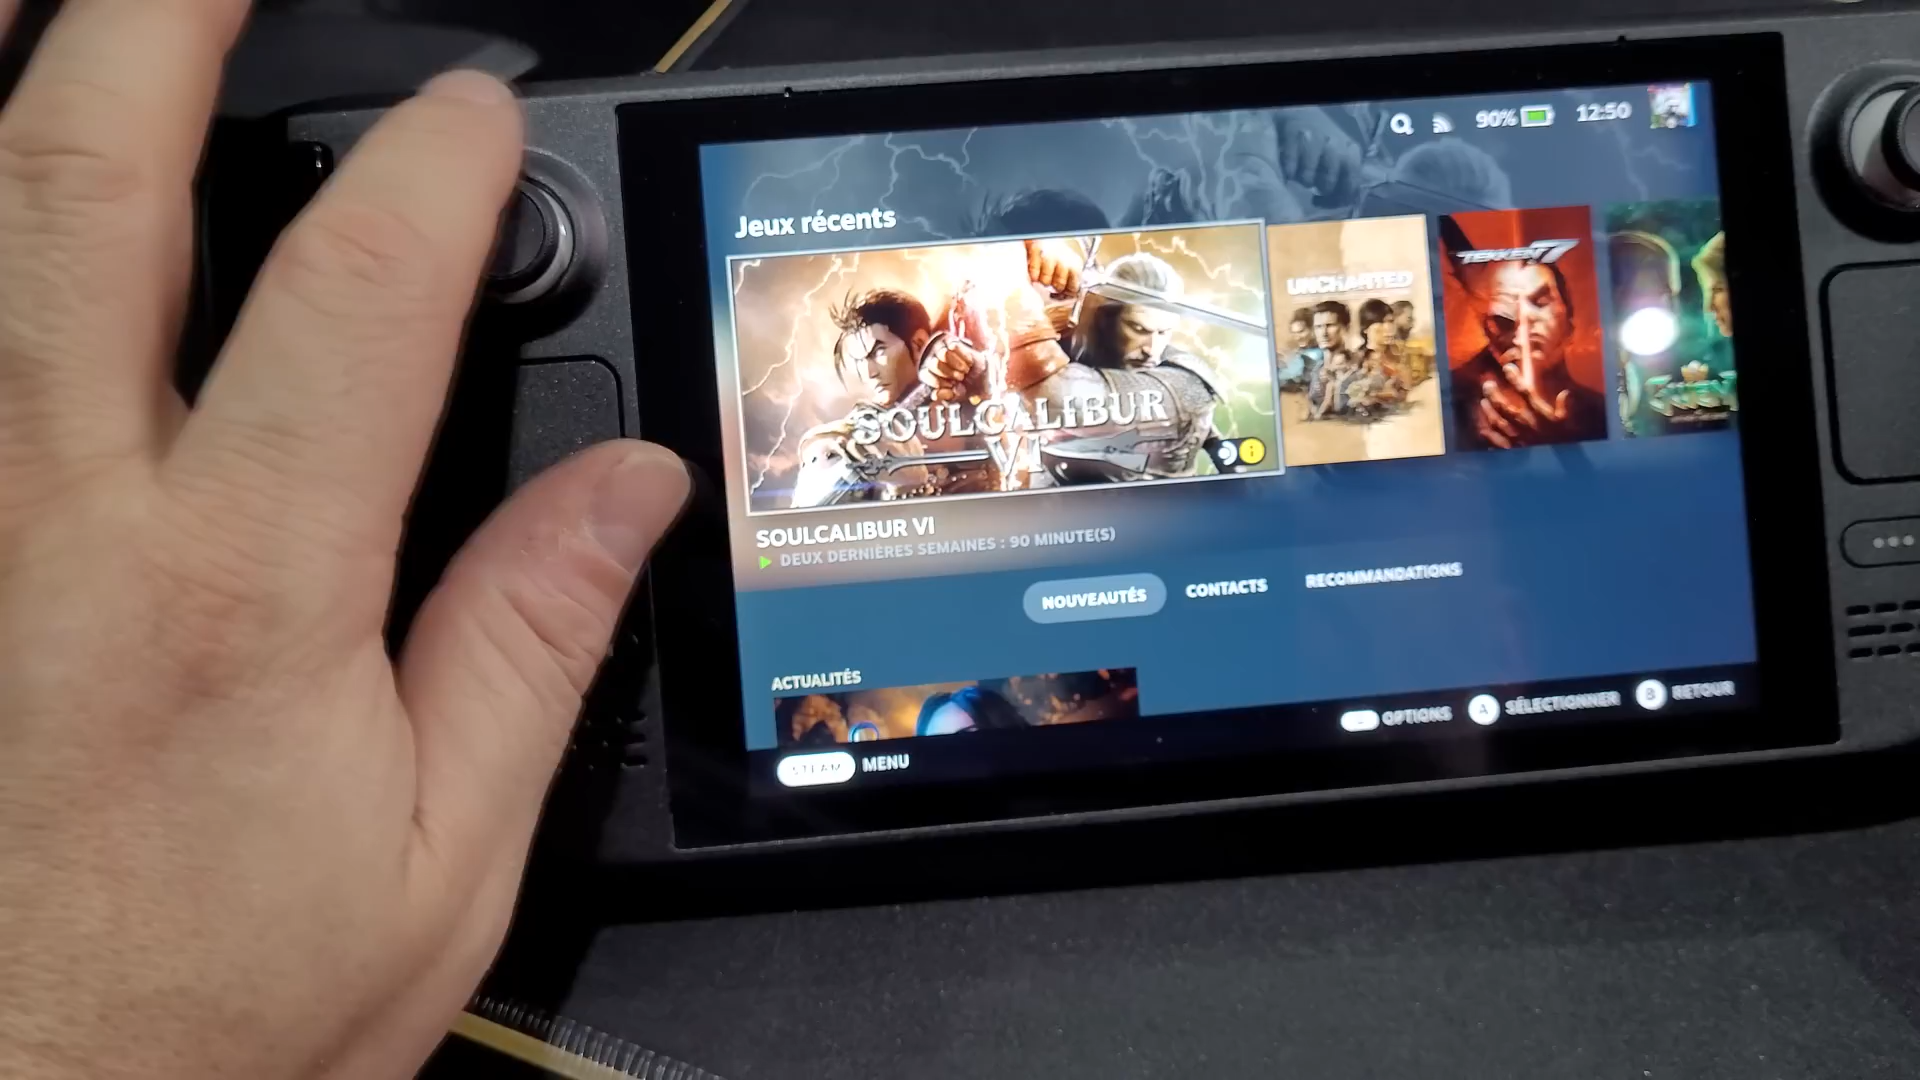 90% 12:50
Jeux récents
SOULCALIBUR
VI
UNCHARTED
TEKKEN 7
GWENT
SOULCALIBUR VI
DEUX DERNIÈRES SEMAINES : 90 MINUTE(S)
NOUVEAUTÉS CONTACTS RECOMMANDATIONS
ACTUALITÉS
STEAM MENU
OPTIONS A SÉLECTIONNER B RETOUR